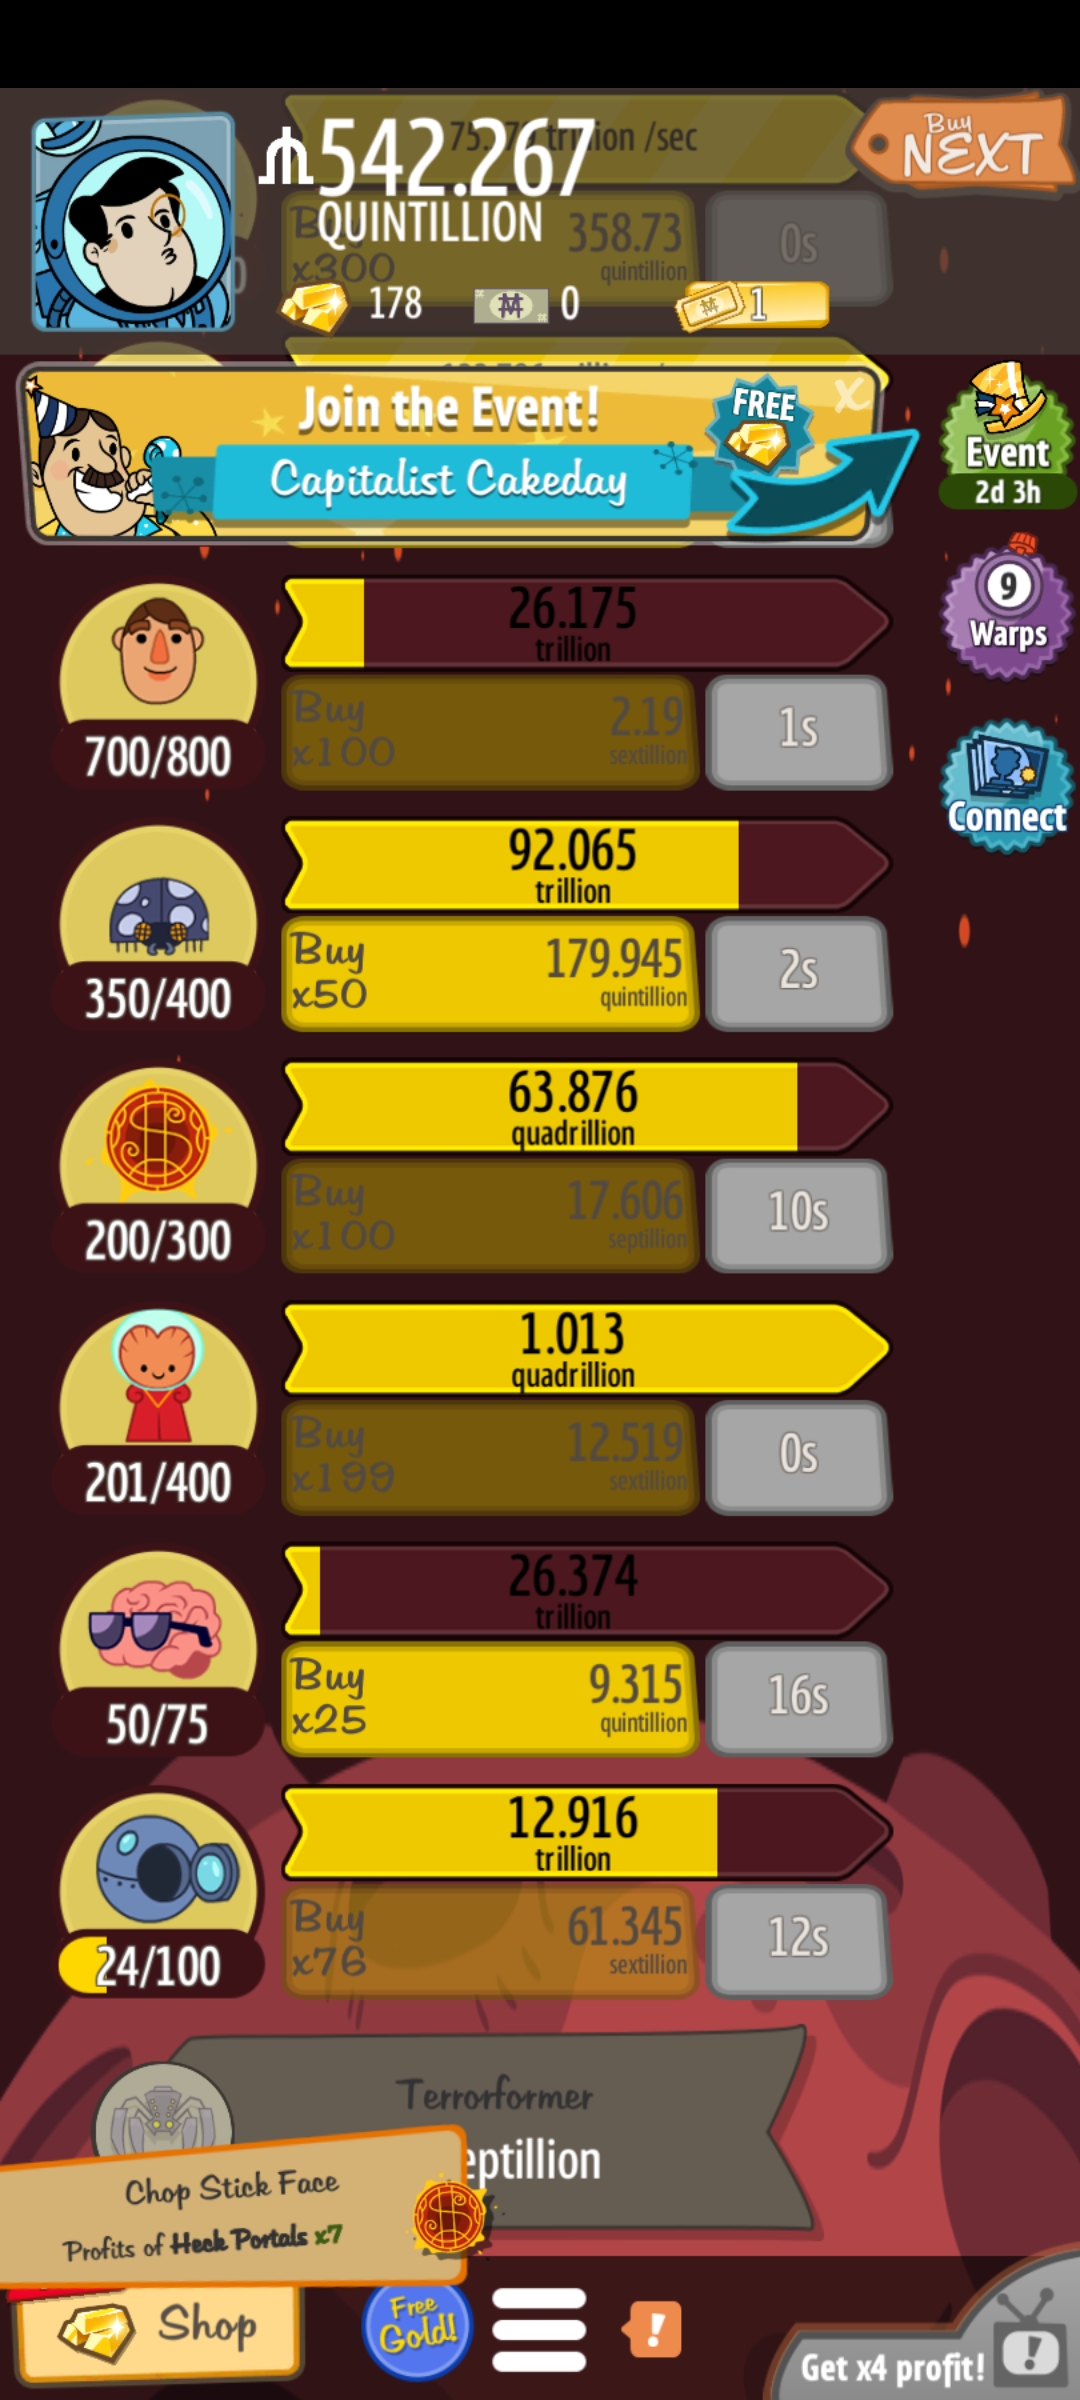 542.267
QUINTILLION
trillion /sec
Buy
NEXT
x300
358.73
quintillion
0s
178
0
1
Join the Event!
Capitalist Cakeday
FREE
x
Event
2d 3h
9
Warps
Connect
26.175
trillion
700/800
Buy
x100
2.19
sextillion
1s
92.065
trillion
350/400
Buy
x50
179.945
quintillion
2s
63.876
quadrillion
200/300
Buy
x100
17.606
septillion
10s
1.013
quadrillion
201/400
Buy
x199
12.519
sextillion
0s
26.374
trillion
50/75
Buy
x25
9.315
quintillion
16s
12.916
trillion
24/100
Buy
x76
61.345
sextillion
12s
Terrorformer
eptillion
Chop Stick Face
Profits of Heck Portals x7
Shop
Free
Gold!
!
Get x4 profit!
!